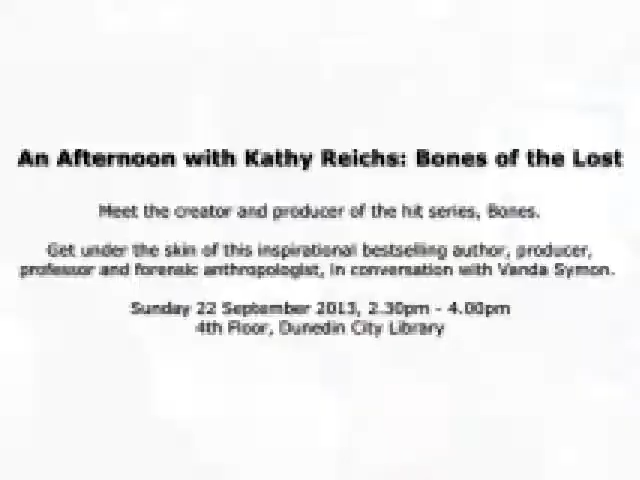 An Afternoon with Kathy Reichs: Bones of the Lost
Meet the creator and producer of the hit series, Bones.
Get under the skin of this inspirational bestselling author, producer,
professor and forensic anthropologist, in conversation with Vanda Symon.
Sunday 22 September 2013, 2.30pm - 4.00pm
4th Floor, Dunedin City Library